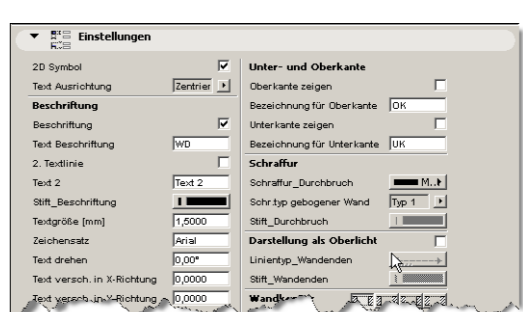 Einstellungen
2D Symbol
Text Ausrichtung Zentrier
Beschriftung
Beschriftung
Text Beschriftung WD
2. Textlinie
Text 2 Text 2
Stift_Beschriftung 1
Textgröße [mm] 1,5000
Zeichensatz Arial
Text drehen 0,00°
Text versch. in X-Richtung 0,0000
Text versch. in Y-Richtung 0,0000
Unter- und Oberkante
Oberkante zeigen
Bezeichnung für Oberkante OK
Unterkante zeigen
Bezeichnung für Unterkante UK
Schraffur
Schraffur_Durchbruch M..
Schr.typ gebogener Wand Typ 1
Stift_Durchbruch 1
Darstellung als Oberlicht
Linientyp_Wandenden
Stift_Wandenden 1